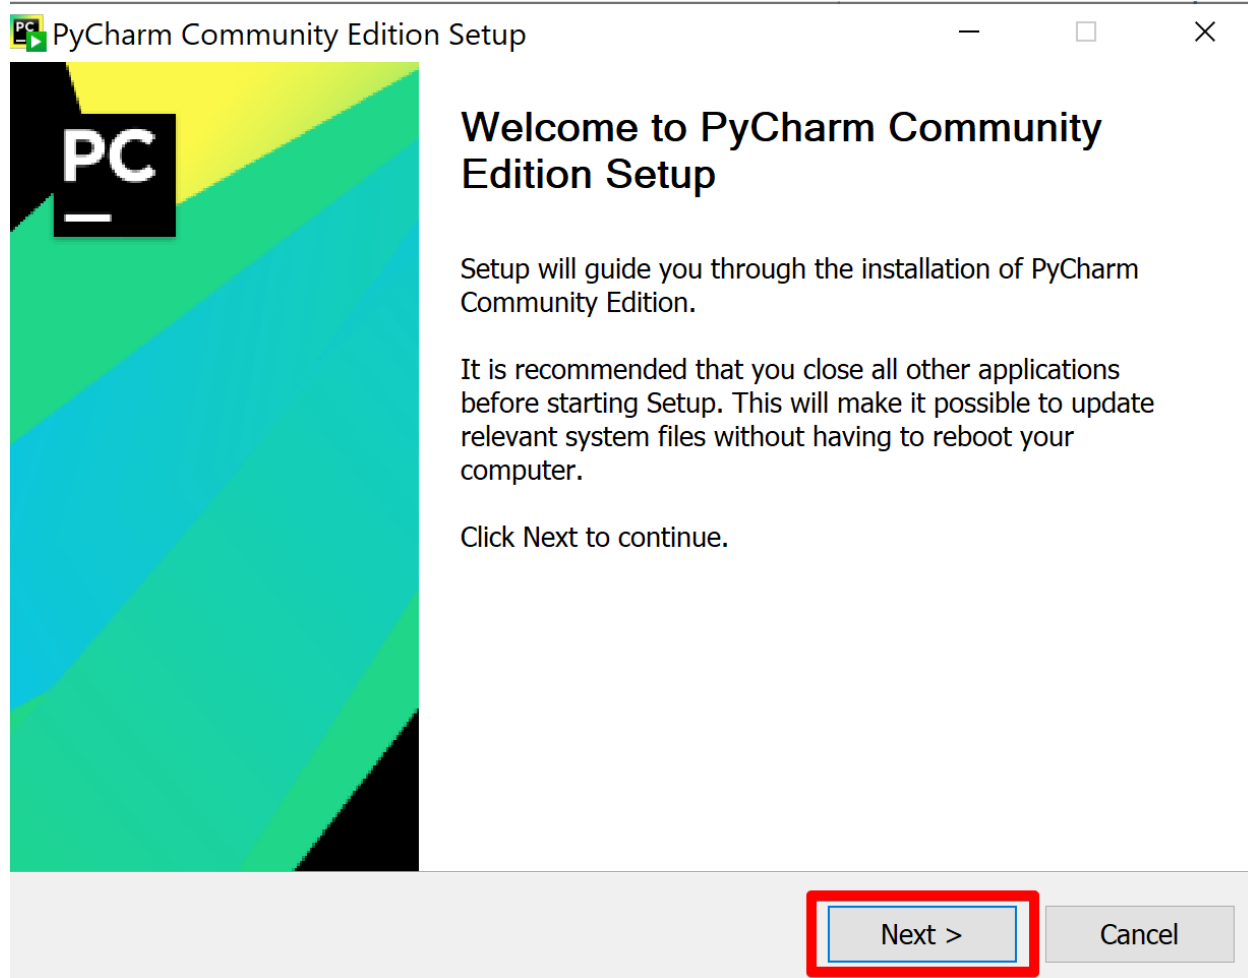 PyCharm Community Edition Setup
PC
Welcome to PyCharm Community
Edition Setup
Setup will guide you through the installation of PyCharm
Community Edition.
It is recommended that you close all other applications
before starting Setup. This will make it possible to update
relevant system files without having to reboot your
computer.
Click Next to continue.
Next >
Cancel